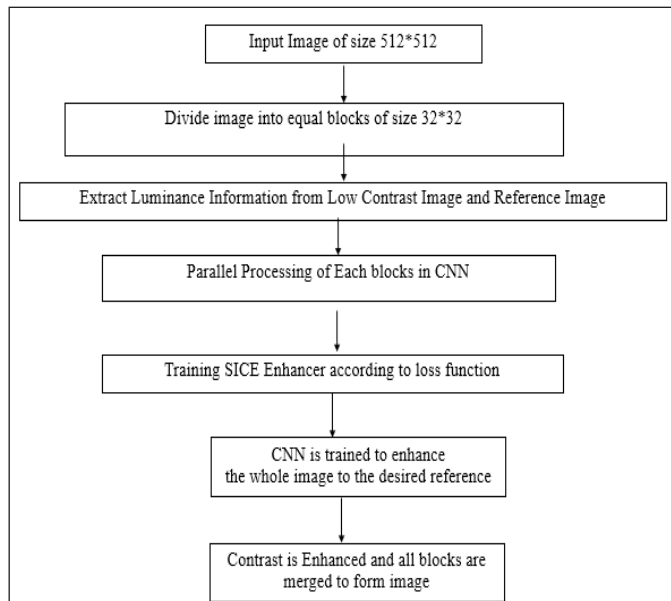 Input Image of size 512*512
Divide image into equal blocks of size 32*32
Extract Luminance Information from Low Contrast Image and Reference Image
Parallel Processing of Each blocks in CNN
Training SICE Enhancer according to loss function
CNN is trained to enhance
the whole image to the desired reference
Contrast is Enhanced and all blocks are
merged to form image